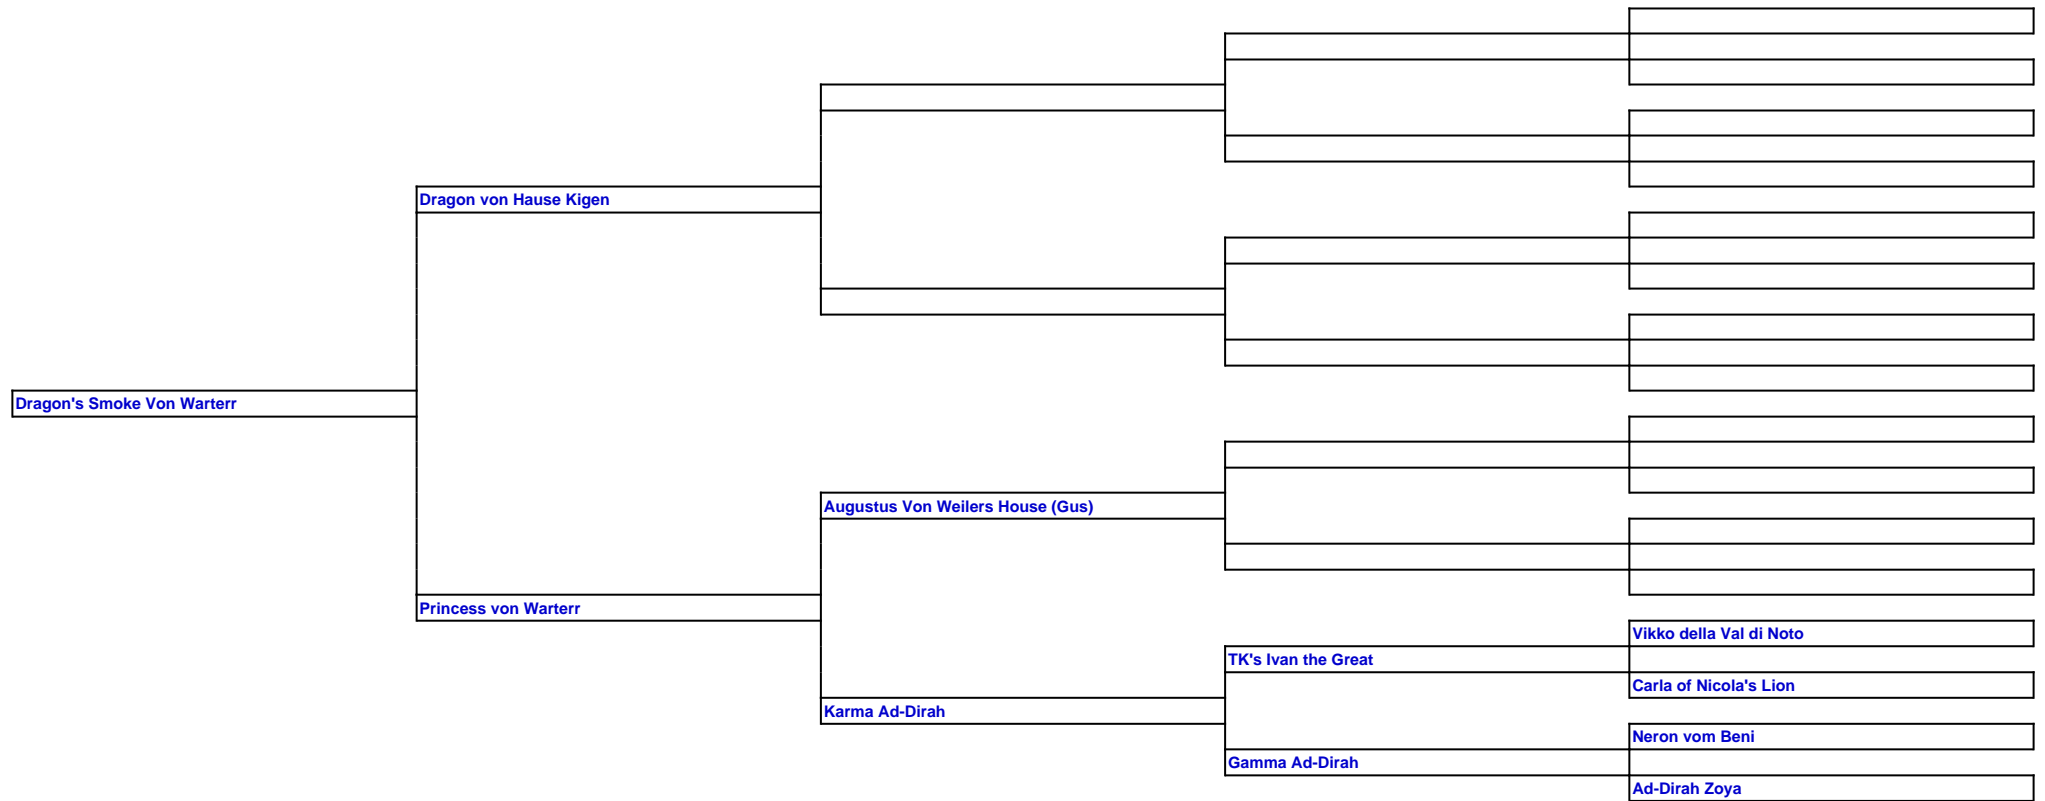 Dragon von Hause Kigen
Dragon's Smoke Von Warterr
Augustus Von Weilers House (Gus)
Princess von Warterr
Vikko della Val di Noto
TK's Ivan the Great
Carla of Nicola's Lion
Karma Ad-Dirah
Neron vom Beni
Gamma Ad-Dirah
Ad-Dirah Zoya